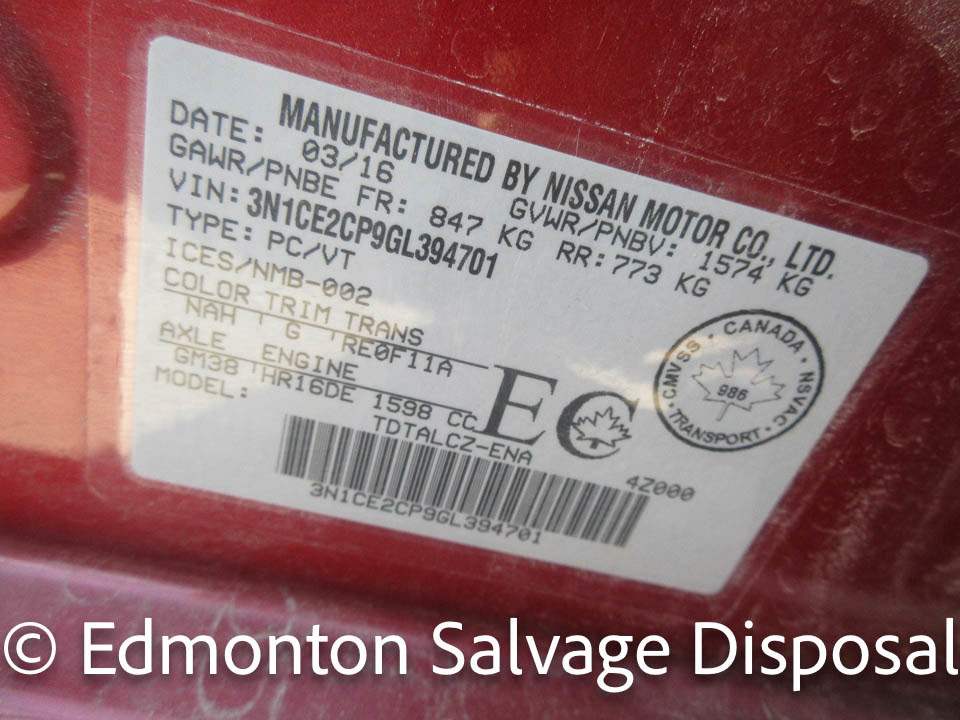 MANUFACTURED BY NISSAN MOTOR CO., LTD.
DATE: 03/16 GVWR/PNBV: 1574 KG
GAWR/PNBE FR: 847 KG RR: 773 KG
VIN: 3N1CE2CP9GL394701
TYPE: PC/VT
ICES/NMB-002
COLOR TRIM TRANS
NAH G RE0F11A
AXLE ENGINE
GM38 HR16DE 1598 CC
MODEL: TDTALCZ-ENA
EC
CANADA · NSVAC · TRANSPORT · CMVSS ·
986
4Z000
3N1CE2CP9GL394701
© Edmonton Salvage Disposal